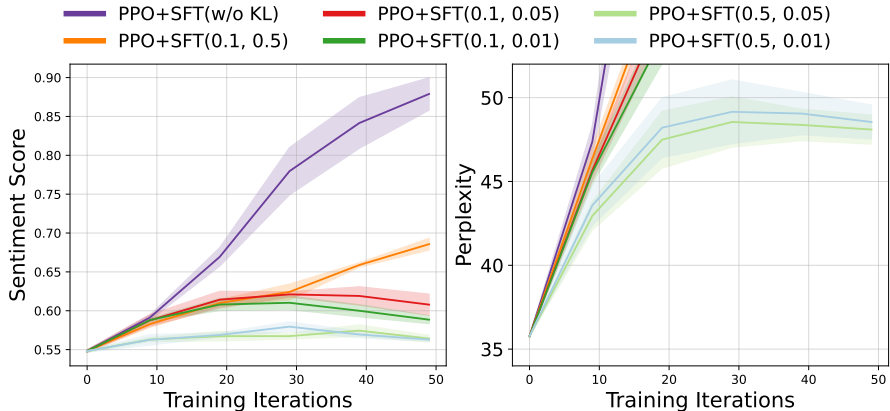 PPO+SFT(w/o KL) PPO+SFT(0.1, 0.05) PPO+SFT(0.5, 0.05)
PPO+SFT(0.1, 0.5) PPO+SFT(0.1, 0.01) PPO+SFT(0.5, 0.01)
Sentiment Score
0.90
0.85
0.80
0.75
0.70
0.65
0.60
0.55
0 10 20 30 40 50
Training Iterations
Perplexity
50
45
40
35
0 10 20 30 40 50
Training Iterations